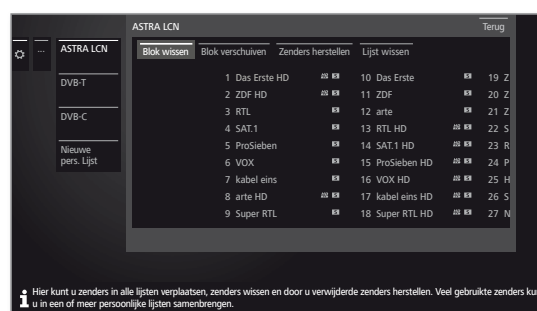 ASTRA LCN
Terug
...
ASTRA LCN
DVB-T
DVB-C
Nieuwe
pers. Lijst
Blok wissen Blok verschuiven Zenders herstellen Lijst wissen
1 Das Erste HD
2 ZDF HD
3 RTL
4 SAT.1
5 ProSieben
6 VOX
7 kabel eins
8 arte HD
9 Super RTL
10 Das Erste
11 ZDF
12 arte
13 RTL HD
14 SAT.1 HD
15 ProSieben HD
16 VOX HD
17 kabel eins HD
18 Super RTL HD
19 Z
20 Z
21 Z
22 S
23 R
24 P
25 H
26 S
27 N
Hier kunt u zenders in alle lijsten verplaatsen, zenders wissen en door u verwijderde zenders herstellen. Veel gebruikte zenders ku
u in een of meer persoonlijke lijsten samenbrengen.